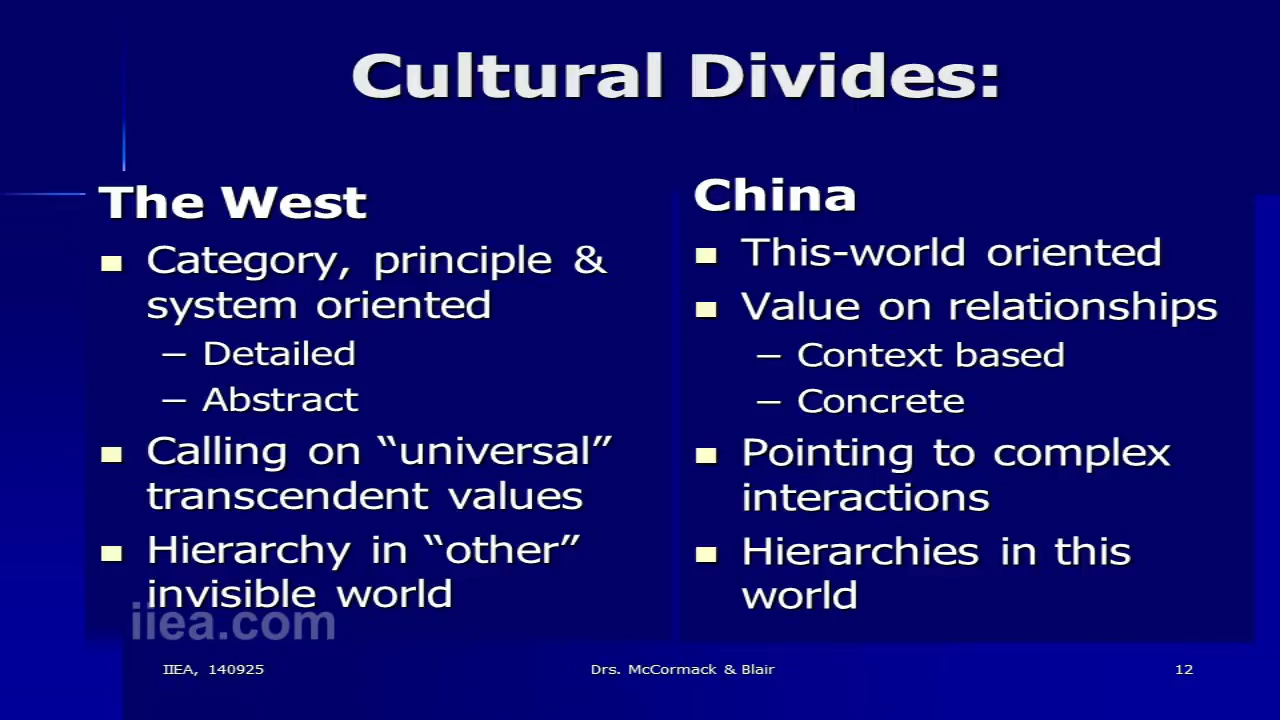 Cultural Divides:
The West
■ Category, principle &
system oriented
– Detailed
– Abstract
■ Calling on “universal”
transcendent values
■ Hierarchy in “other”
invisible world
China
■ This-world oriented
■ Value on relationships
– Context based
– Concrete
■ Pointing to complex
interactions
■ Hierarchies in this
world
iiea.com
IIEA, 140925
Drs. McCormack & Blair
12